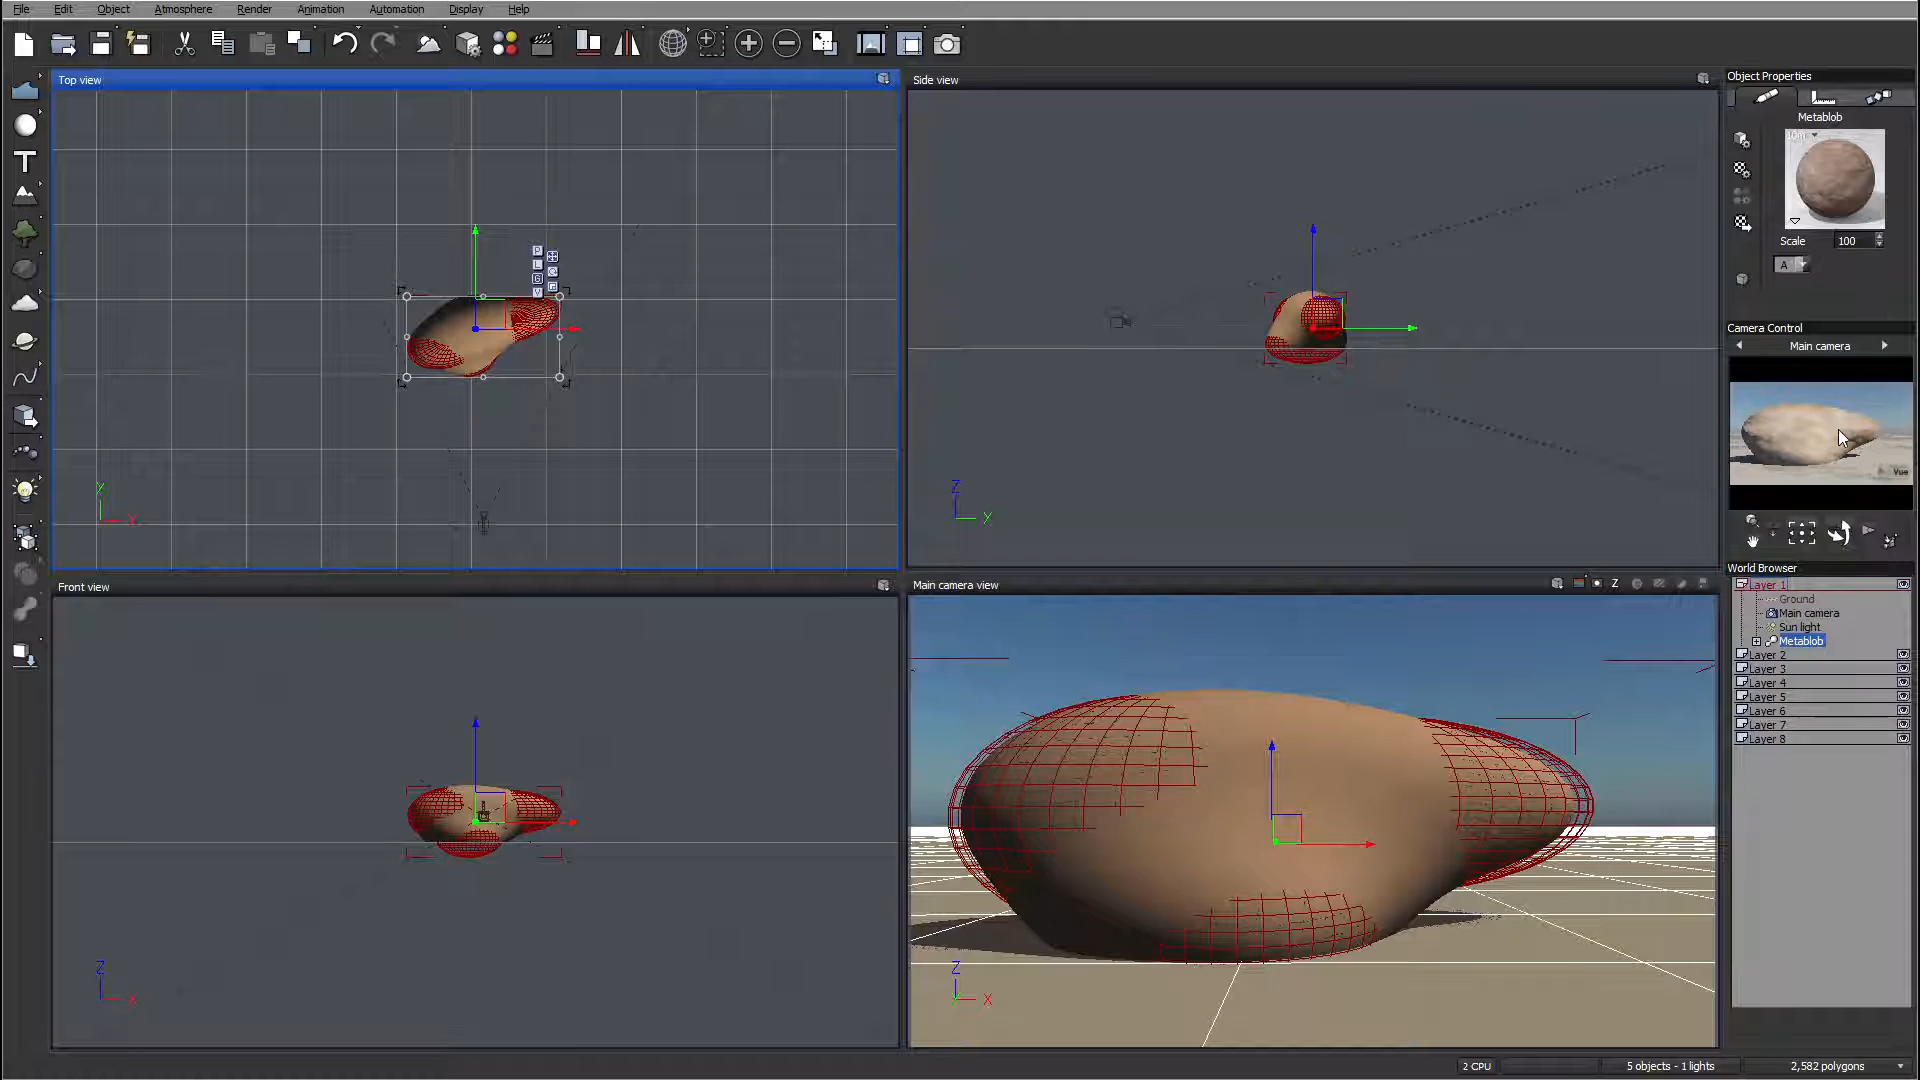 File Edit Object Atmosphere Render Animation Automation Display Help
Top view
Side view
Object Properties
Metablob
10m
Scale 100
A
Y
X
Z
Y
Camera Control
Main camera
Vue
Front view
Main camera view
Z
World Browser
Layer 1
Ground
Main camera
Sun light
Metablob
Layer 2
Layer 3
Layer 4
Layer 5
Layer 6
Layer 7
Layer 8
Z
X
Z
X
2 CPU
5 objects - 1 lights
2,582 polygons